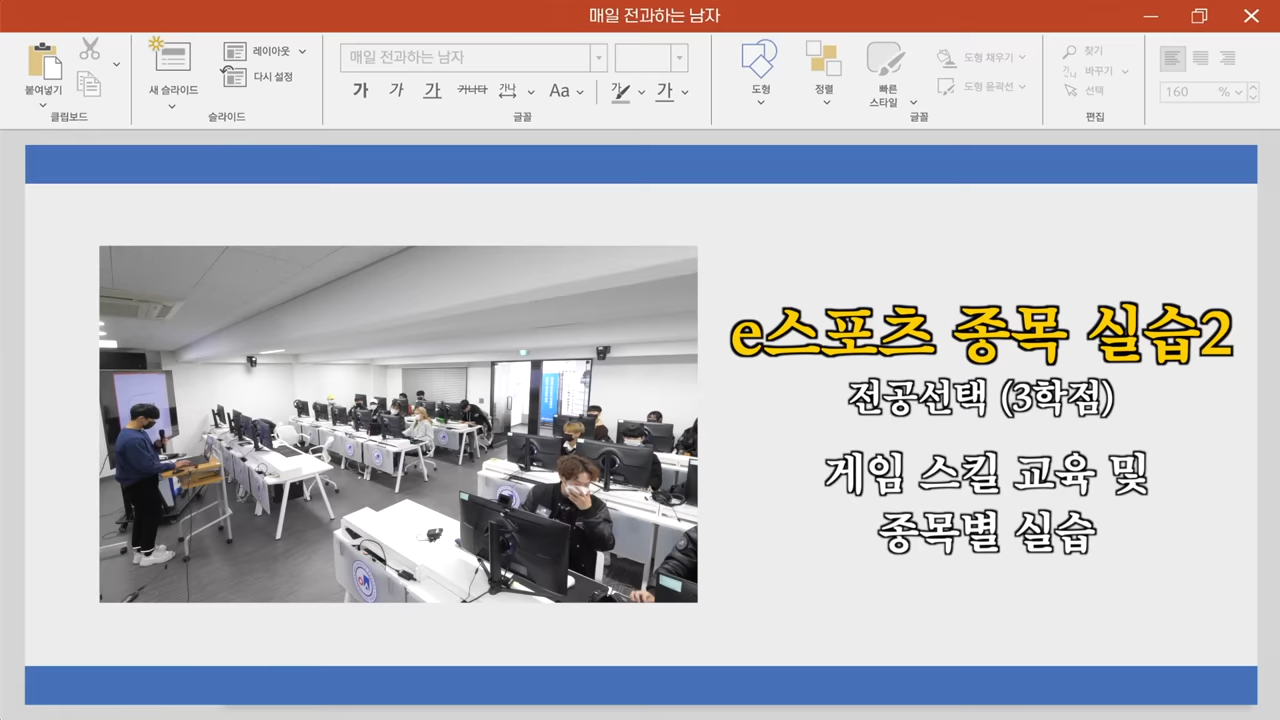 매일 전과하는 남자
붙여넣기
클립보드
새 슬라이드
레이아웃
다시 설정
슬라이드
매일 전과하는 남자
가 가 가 가나다 간나 Aa 가나 가
글꼴
도형
정렬
빠른
스타일
도형 채우기
도형 윤곽선
글꼴
찾기
바꾸기
선택
편집
160 %
e스포츠 종목 실습2
전공선택 (3학점)
게임 스킬 교육 및
종목별 실습